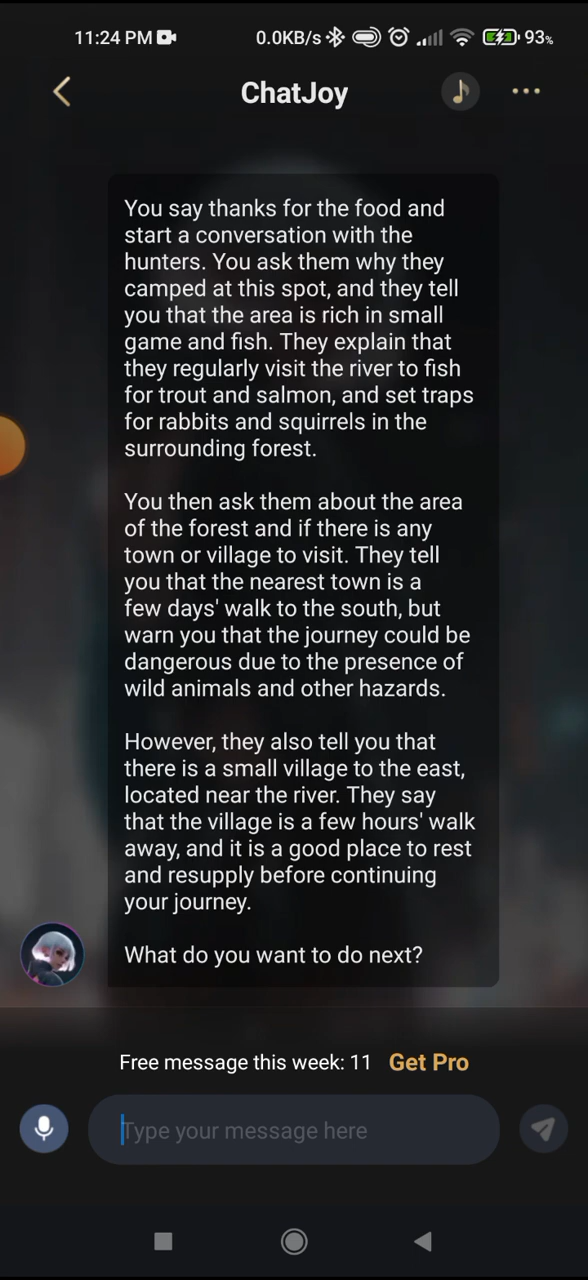 11:24 PM 0.0KB/s 93%
ChatJoy
You say thanks for the food and
start a conversation with the
hunters. You ask them why they
camped at this spot, and they tell
you that the area is rich in small
game and fish. They explain that
they regularly visit the river to fish
for trout and salmon, and set traps
for rabbits and squirrels in the
surrounding forest.
You then ask them about the area
of the forest and if there is any
town or village to visit. They tell
you that the nearest town is a
few days' walk to the south, but
warn you that the journey could be
dangerous due to the presence of
wild animals and other hazards.
However, they also tell you that
there is a small village to the east,
located near the river. They say
that the village is a few hours' walk
away, and it is a good place to rest
and resupply before continuing
your journey.
What do you want to do next?
Free message this week: 11 Get Pro
Type your message here